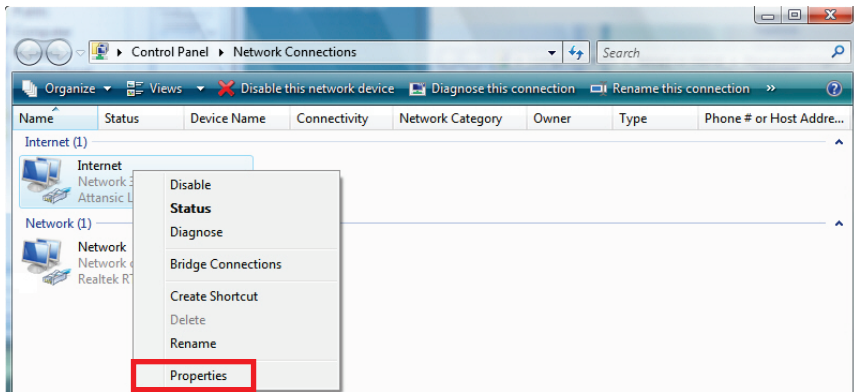 Control Panel Network Connections Search
Organize Views Disable this network device Diagnose this connection Rename this connection »
Name Status Device Name Connectivity Network Category Owner Type Phone # or Host Addre...
Internet (1)
Internet
Network
Attansic L
Disable
Status
Diagnose
Bridge Connections
Create Shortcut
Delete
Rename
Properties
Network (1)
Network
Network
Realtek RT